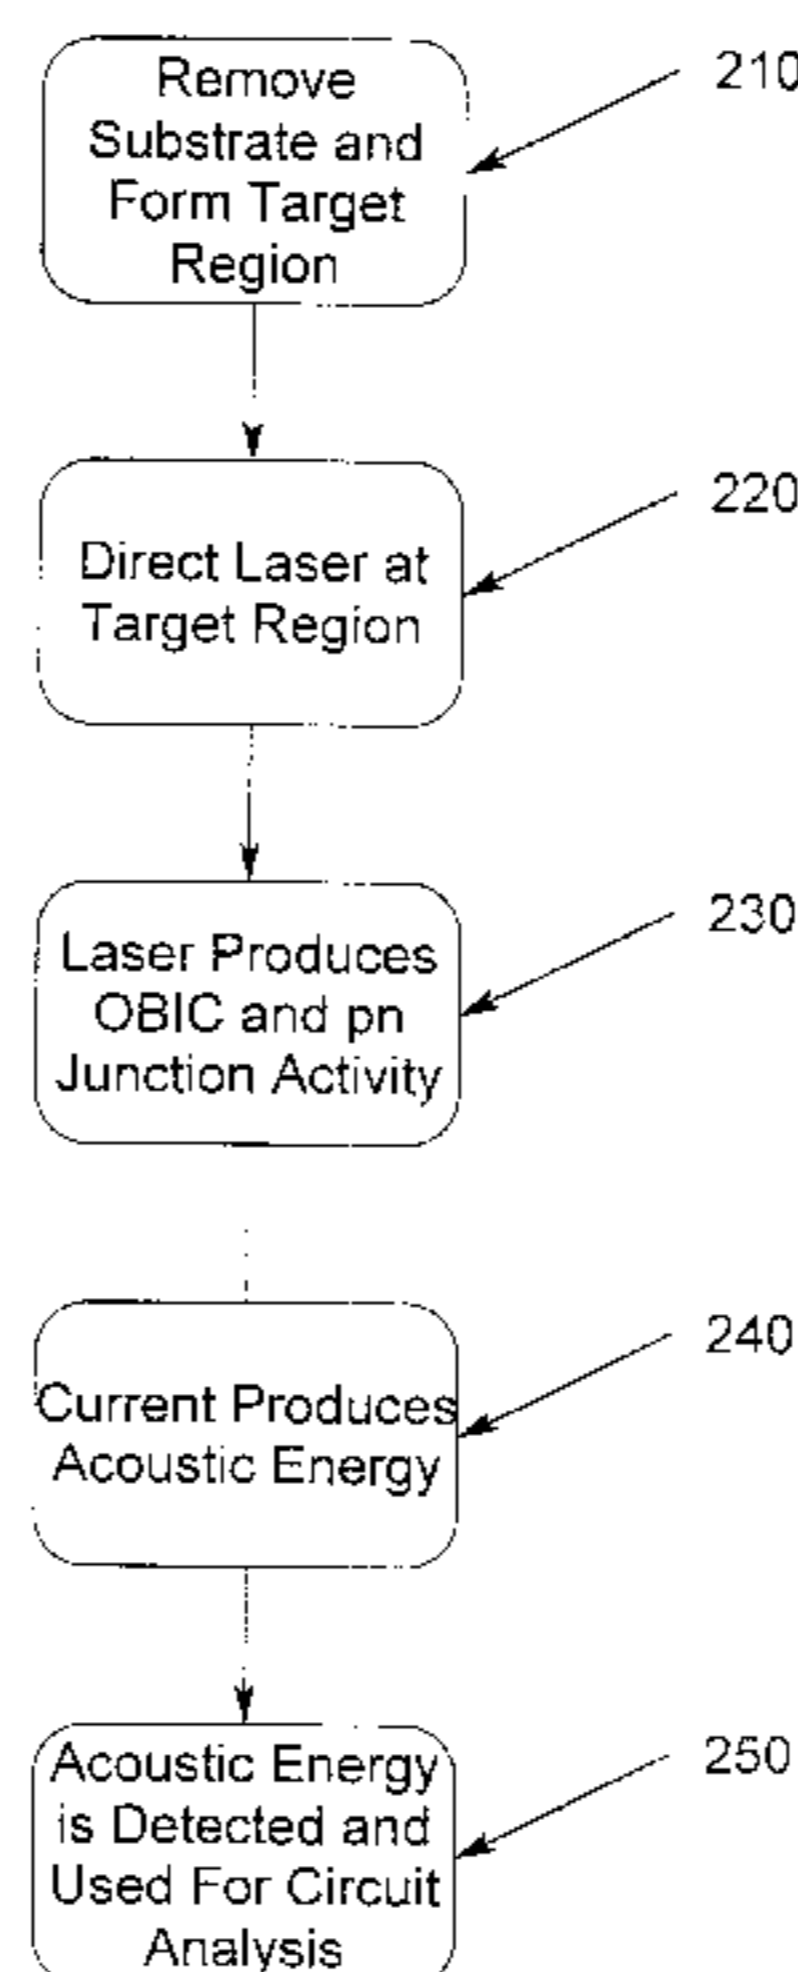 Remove
Substrate and
Form Target
Region
210
Direct Laser at
Target Region
220
Laser Produces
OBIC and pn
Junction Activity
230
Current Produces
Acoustic Energy
240
Acoustic Energy
is Detected and
Used For Circuit
Analysis
250